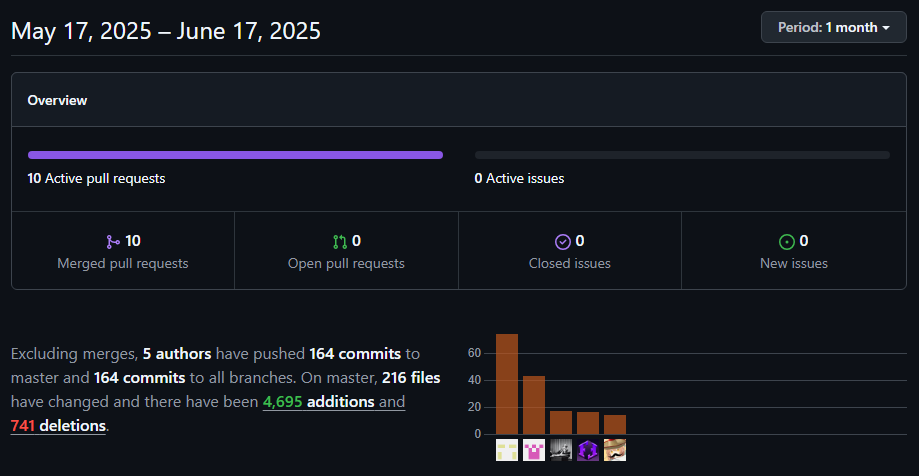 May 17, 2025 – June 17, 2025
Period: 1 month
Overview
10 Active pull requests
0 Active issues
10
Merged pull requests
0
Open pull requests
0
Closed issues
0
New issues
Excluding merges, 5 authors have pushed 164 commits to
master and 164 commits to all branches. On master, 216 files
have changed and there have been 4,695 additions and
741 deletions.
60
40
20
0